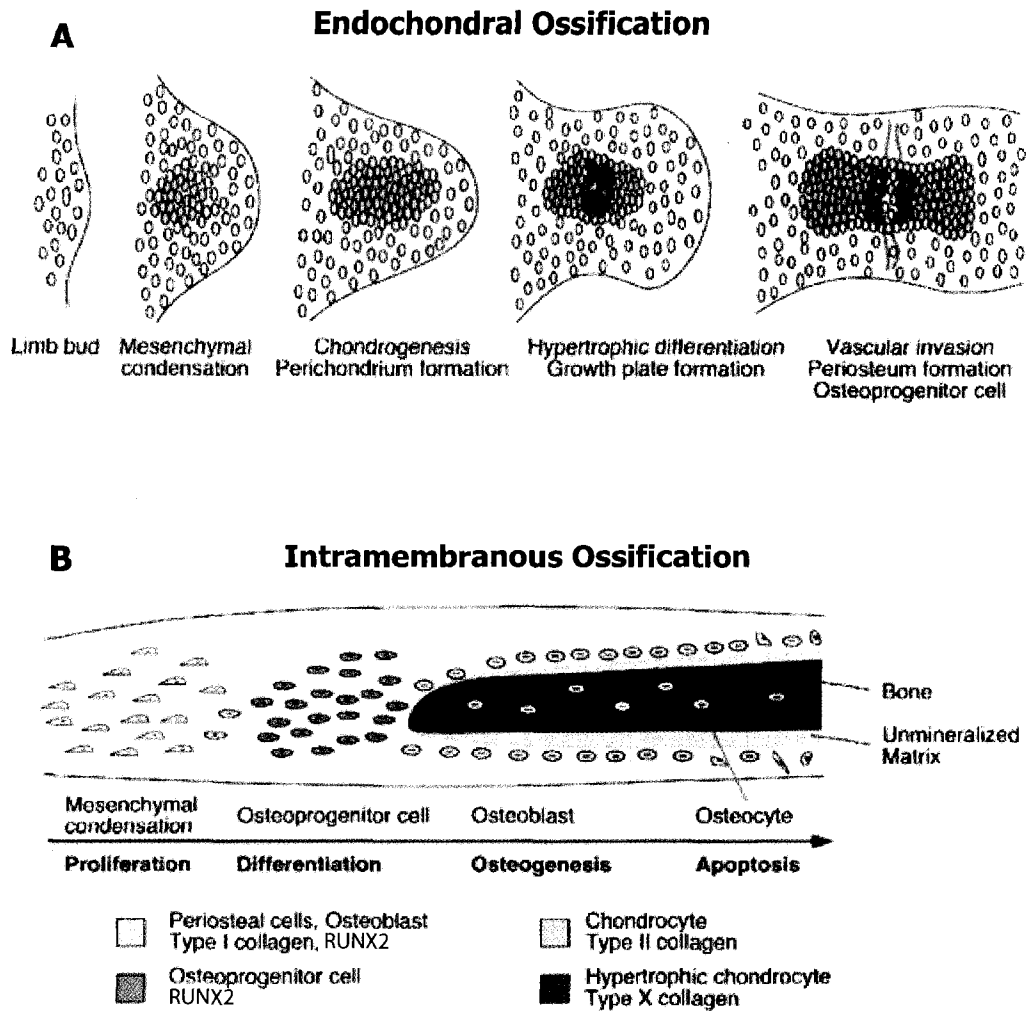 A
Endochondral Ossification
Limb bud
Mesenchymal
condensation
Chondrogenesis
Perichondrium formation
Hypertrophic differentiation
Growth plate formation
Vascular invasion
Periosteum formation
Osteoprogenitor cell
B
Intramembranous Ossification
Bone
Unmineralized
Matrix
Mesenchymal
condensation
Osteoprogenitor cell
Osteoblast
Osteocyte
Proliferation
Differentiation
Osteogenesis
Apoptosis
Periosteal cells, Osteoblast
Type I collagen, RUNX2
Osteoprogenitor cell
RUNX2
Chondrocyte
Type II collagen
Hypertrophic chondrocyte
Type X collagen